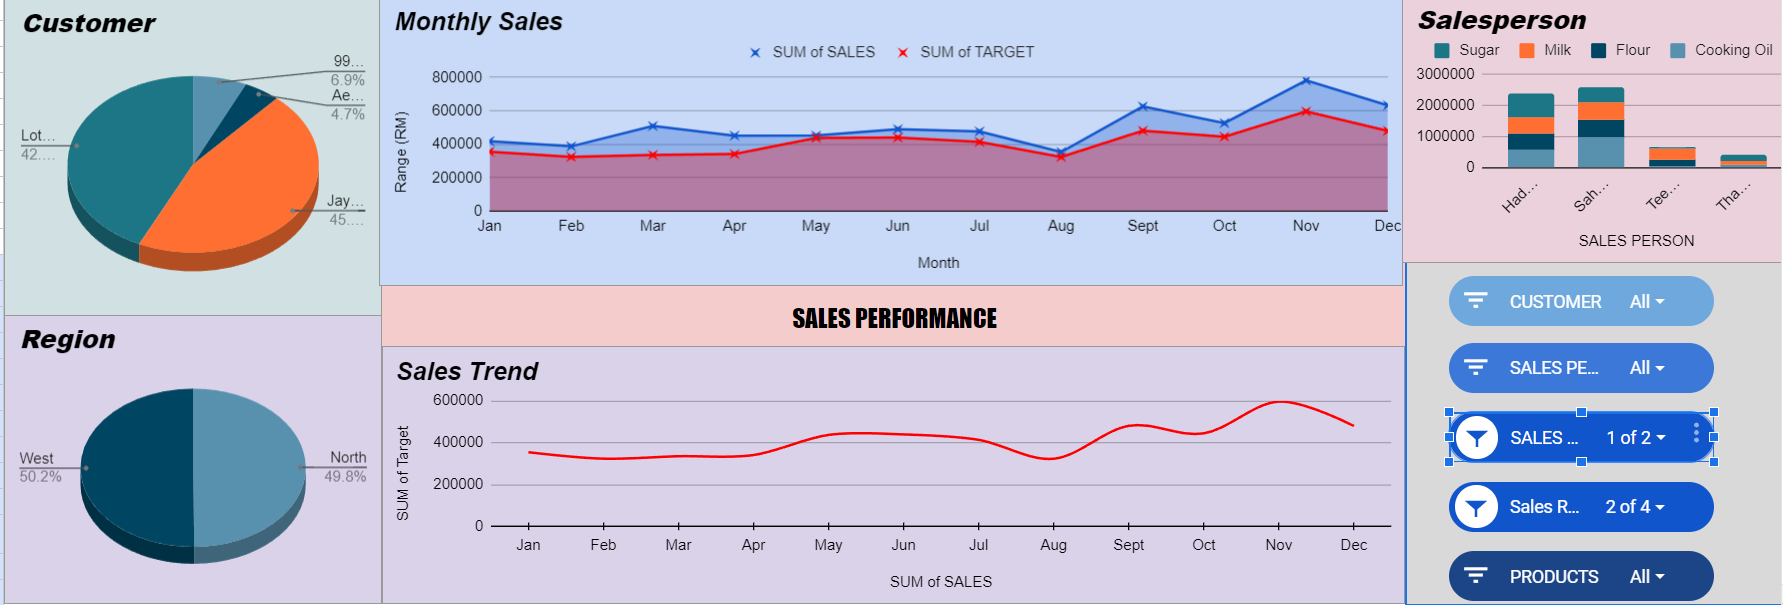 Customer
99...
6.9%
Ae...
4.7%
Lot...
42....
Jay...
45....
Monthly Sales
SUM of SALES
SUM of TARGET
Range (RM)
800000
600000
400000
200000
0
Jan Feb Mar Apr May Jun Jul Aug Sept Oct Nov Dec
Month
Salesperson
Sugar Milk Flour Cooking Oil
3000000
2000000
1000000
0
Had... Sah... Tee... Tha...
SALES PERSON
SALES PERFORMANCE
Region
West
50.2%
North
49.8%
Sales Trend
SUM of Target
600000
400000
200000
0
Jan Feb Mar Apr May Jun Jul Aug Sept Oct Nov Dec
SUM of SALES
CUSTOMER All
SALES PE... All
SALES ... 1 of 2
Sales R... 2 of 4
PRODUCTS All